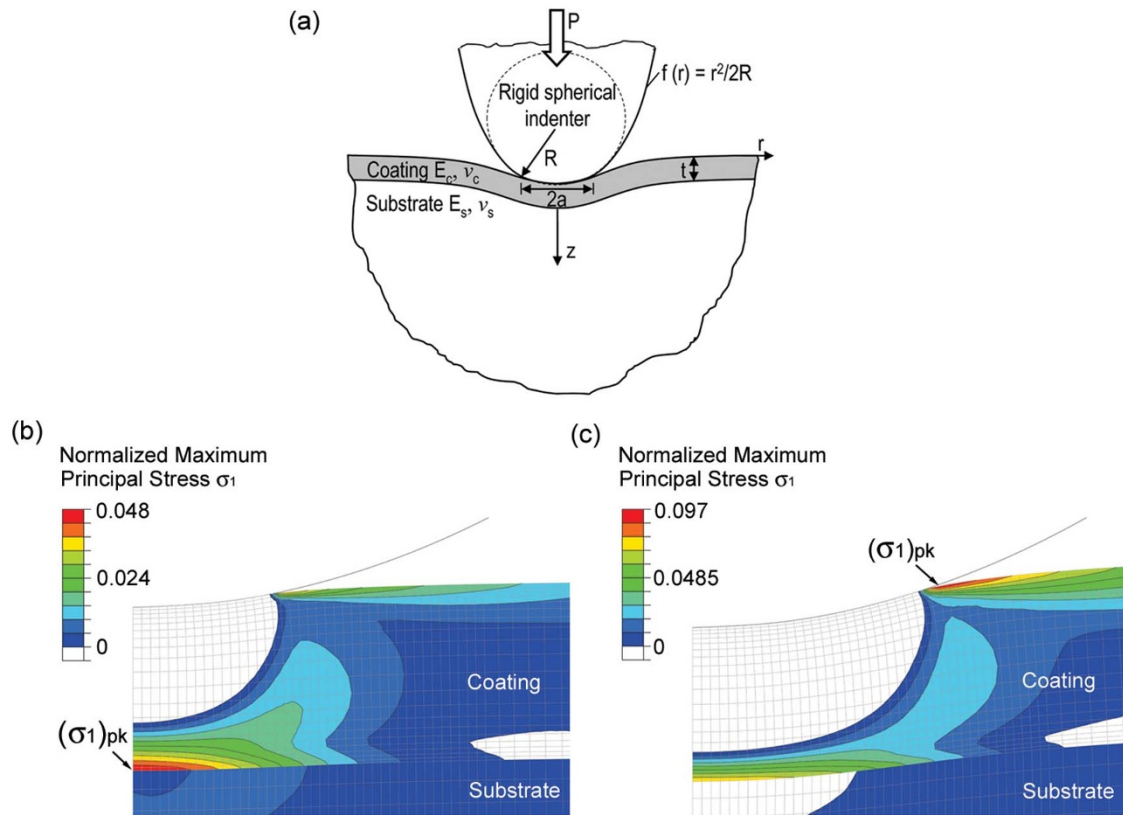 (a)
P
f (r) = r²/2R
Rigid spherical
indenter
R
r
Coating E_c, ν_c
t
2a
Substrate E_s, ν_s
z
(b)
Normalized Maximum
Principal Stress σ₁
0.048
0.024
0
(σ₁)pk
Coating
Substrate
(c)
Normalized Maximum
Principal Stress σ₁
0.097
0.0485
0
(σ₁)pk
Coating
Substrate